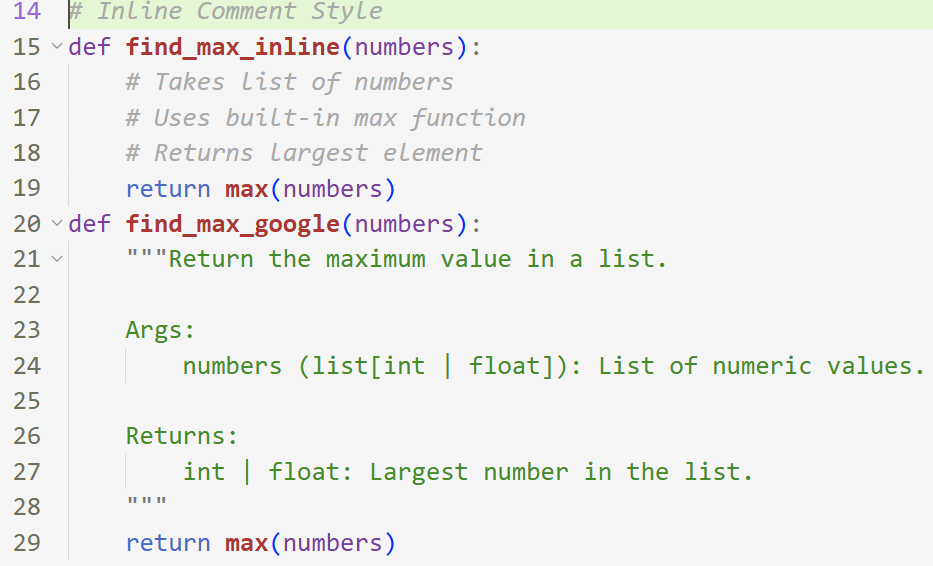 14 # Inline Comment Style
15 def find_max_inline(numbers):
16     # Takes list of numbers
17     # Uses built-in max function
18     # Returns largest element
19     return max(numbers)
20 def find_max_google(numbers):
21     """Return the maximum value in a list.
22
23     Args:
24         numbers (list[int | float]): List of numeric values.
25
26     Returns:
27         int | float: Largest number in the list.
28     """
29     return max(numbers)